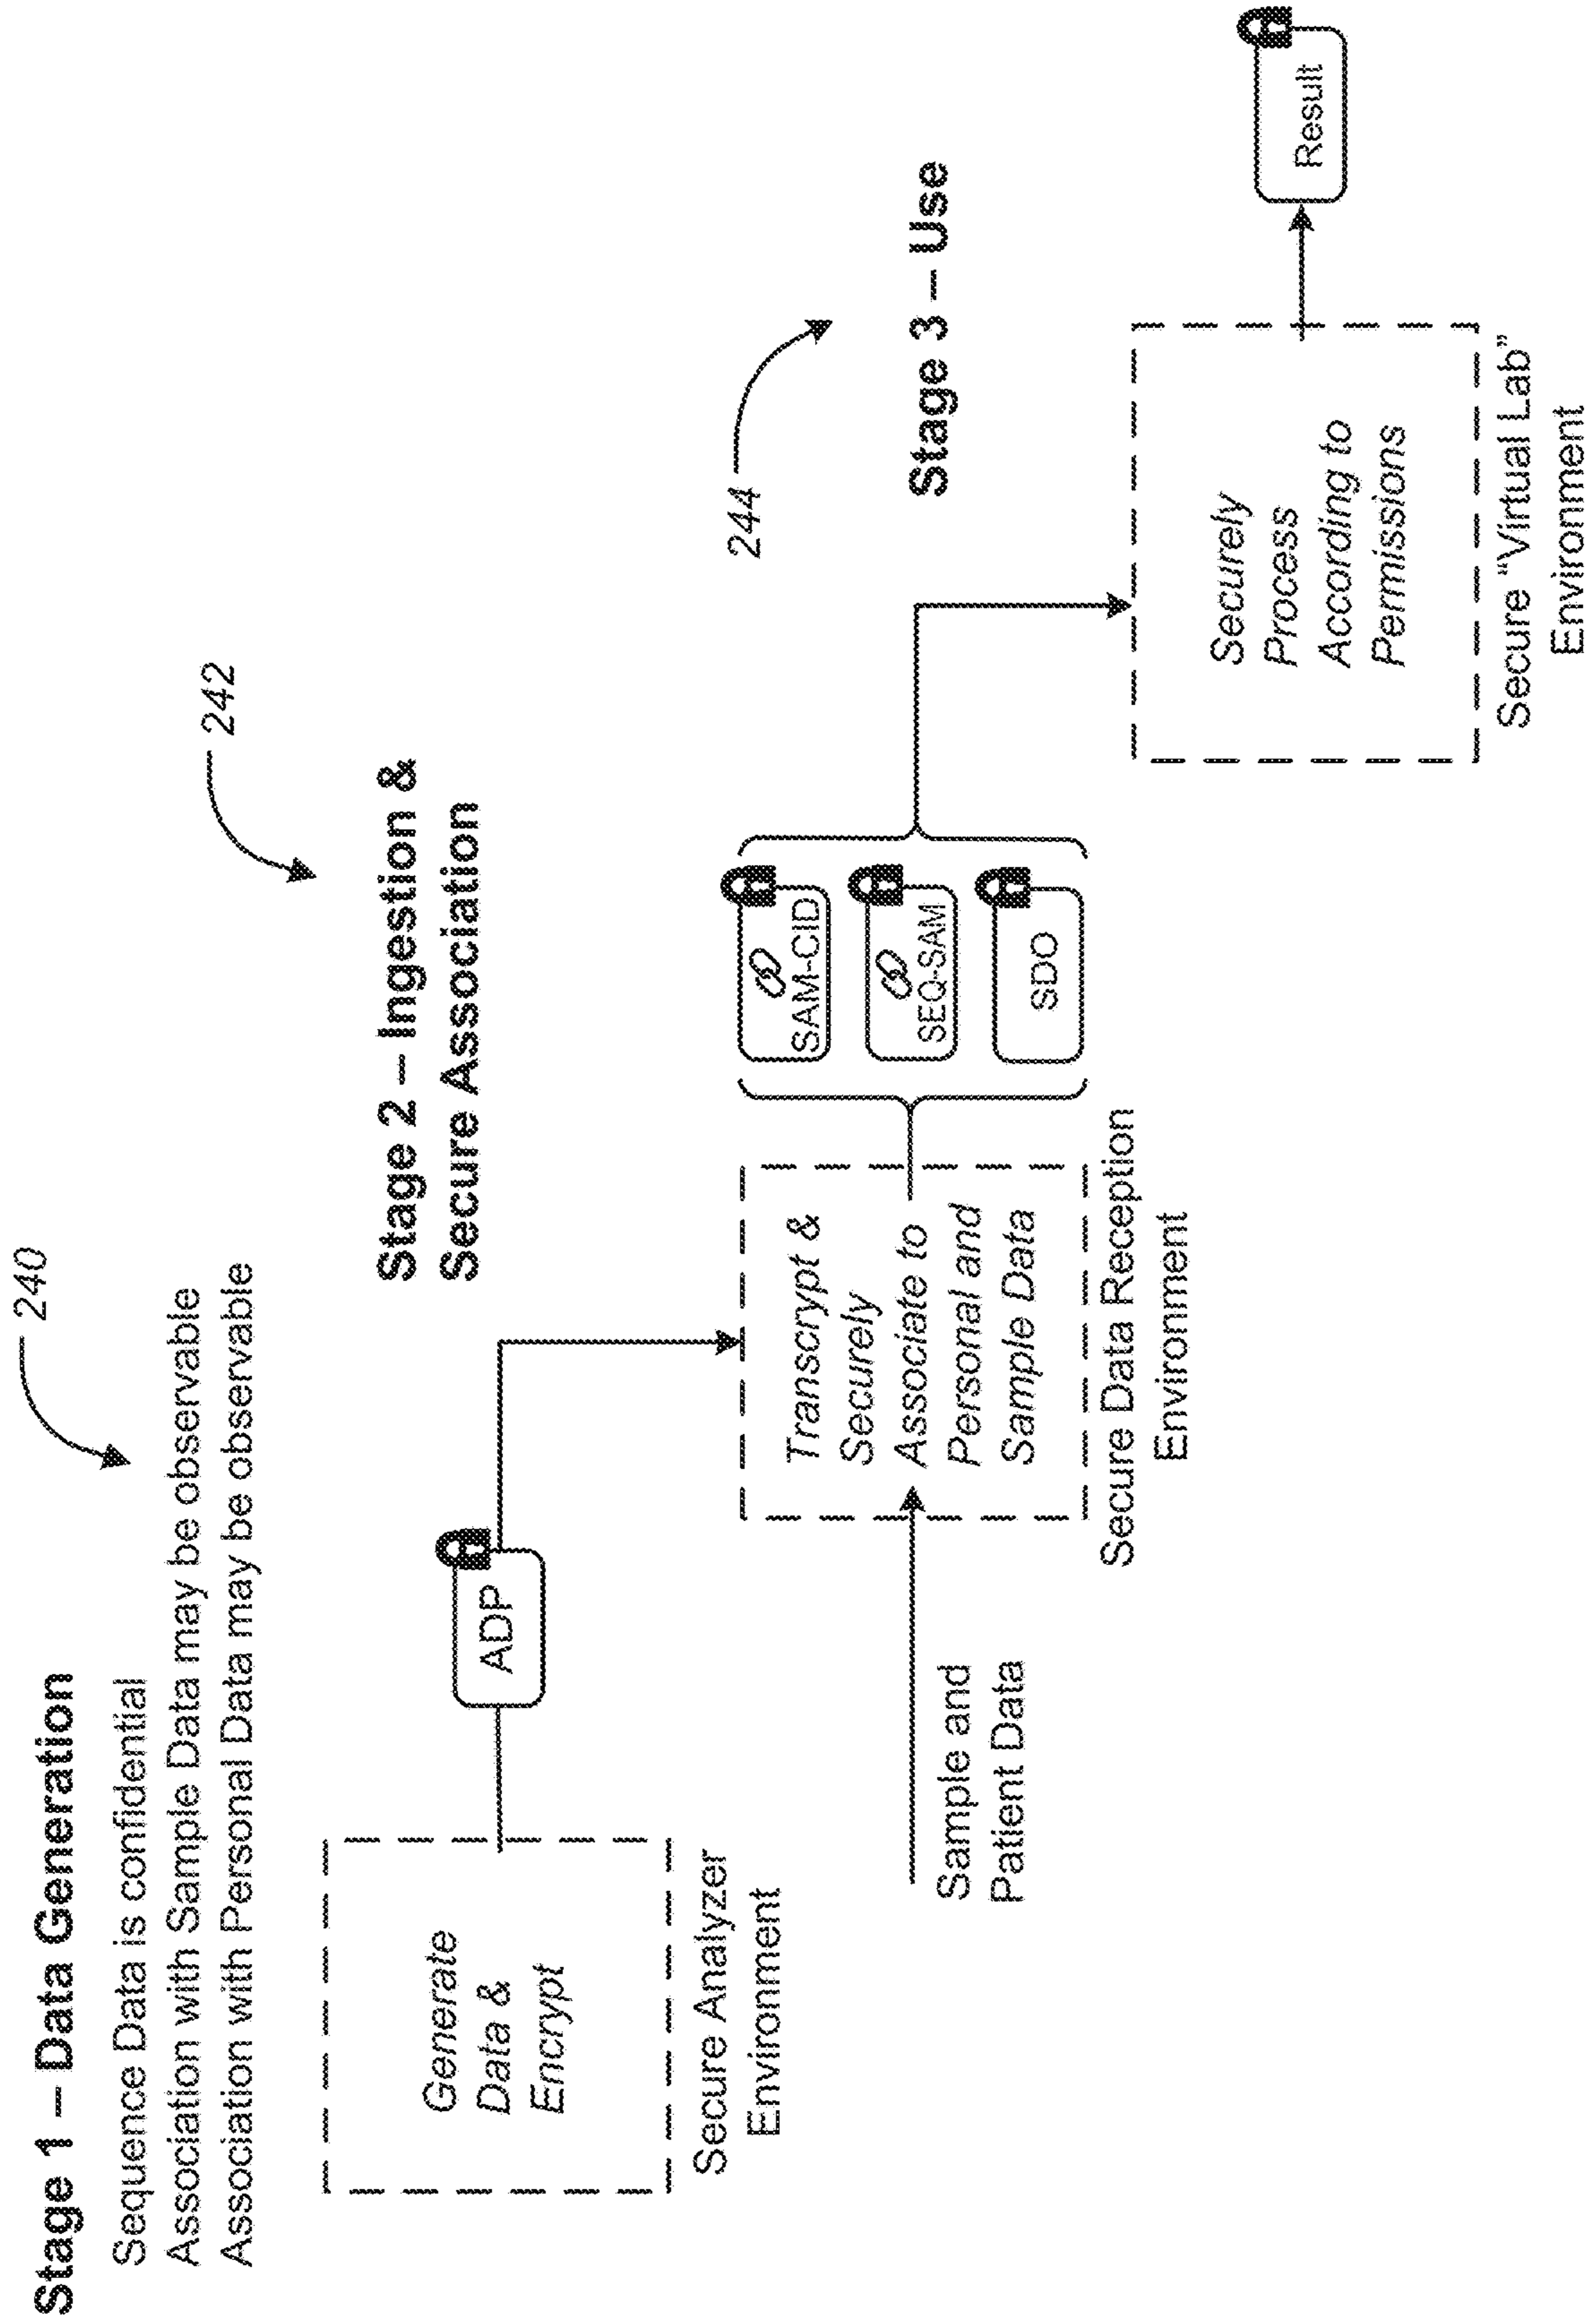 240
Stage 1 – Data Generation
Sequence Data is confidential
Association with Sample Data may be observable
Association with Personal Data may be observable
Generate
Data &
Encrypt
Secure Analyzer
Environment
ADP
242
Stage 2 – Ingestion &
Secure Association
Sample and
Patient Data
Transcrypt &
Securely
Associate to
Personal and
Sample Data
Secure Data Reception
Environment
SAM-CID
SEQ-SAM
SDO
244
Stage 3 – Use
Securely
Process
According to
Permissions
Secure “Virtual Lab”
Environment
Result